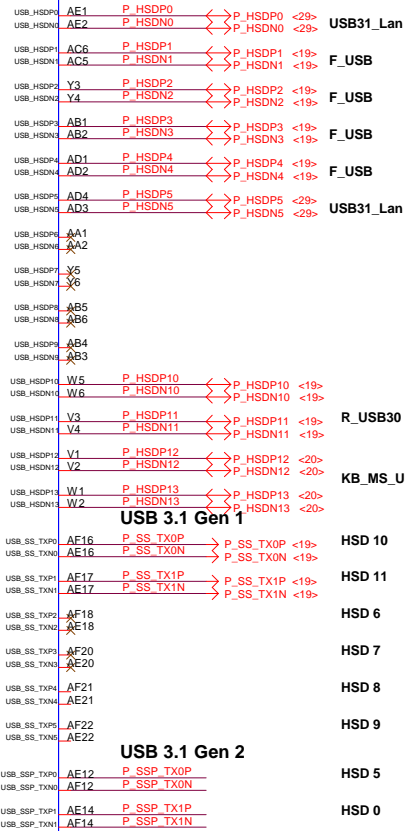 USB_HSDP0 AE1 P_HSDP0 P_HSDP0 <29>
USB_HSDN0 AE2 P_HSDN0 P_HSDN0 <29> USB31_Lan
USB_HSDP1 AC6 P_HSDP1 P_HSDP1 <19>
USB_HSDN1 AC5 P_HSDN1 P_HSDN1 <19> F_USB
USB_HSDP2 Y3 P_HSDP2 P_HSDP2 <19>
USB_HSDN2 Y4 P_HSDN2 P_HSDN2 <19> F_USB
USB_HSDP3 AB1 P_HSDP3 P_HSDP3 <19>
USB_HSDN3 AB2 P_HSDN3 P_HSDN3 <19> F_USB
USB_HSDP4 AD1 P_HSDP4 P_HSDP4 <19>
USB_HSDN4 AD2 P_HSDN4 P_HSDN4 <19> F_USB
USB_HSDP5 AD4 P_HSDP5 P_HSDP5 <29>
USB_HSDN5 AD3 P_HSDN5 P_HSDN5 <29> USB31_Lan
USB_HSDP6 AA1
USB_HSDN6 AA2
USB_HSDP7 Y5
USB_HSDN7 Y6
USB_HSDP8 AB5
USB_HSDN8 AB6
USB_HSDP9 AB4
USB_HSDN9 AB3
USB_HSDP10 W5 P_HSDP10 P_HSDP10 <19>
USB_HSDN10 W6 P_HSDN10 P_HSDN10 <19>
USB_HSDP11 V3 P_HSDP11 P_HSDP11 <19> R_USB30
USB_HSDN11 V4 P_HSDN11 P_HSDN11 <19>
USB_HSDP12 V1 P_HSDP12 P_HSDP12 <20>
USB_HSDN12 V2 P_HSDN12 P_HSDN12 <20>
KB_MS_U
USB_HSDP13 W1 P_HSDP13 P_HSDP13 <20>
USB_HSDN13 W2 P_HSDN13 P_HSDN13 <20>
USB 3.1 Gen 1
USB_SS_TXP0 AF16 P_SS_TX0P P_SS_TX0P <19> HSD 10
USB_SS_TXN0 AE16 P_SS_TX0N P_SS_TX0N <19>
USB_SS_TXP1 AF17 P_SS_TX1P P_SS_TX1P <19> HSD 11
USB_SS_TXN1 AE17 P_SS_TX1N P_SS_TX1N <19>
USB_SS_TXP2 AF18 HSD 6
USB_SS_TXN2 AE18
USB_SS_TXP3 AF20 HSD 7
USB_SS_TXN3 AE20
USB_SS_TXP4 AF21 HSD 8
USB_SS_TXN4 AE21
USB_SS_TXP5 AF22 HSD 9
USB_SS_TXN5 AE22
USB 3.1 Gen 2
USB_SSP_TXP0 AE12 P_SSP_TX0P HSD 5
USB_SSP_TXN0 AF12 P_SSP_TX0N
USB_SSP_TXP1 AE14 P_SSP_TX1P HSD 0
USB_SSP_TXN1 AF14 P_SSP_TX1N